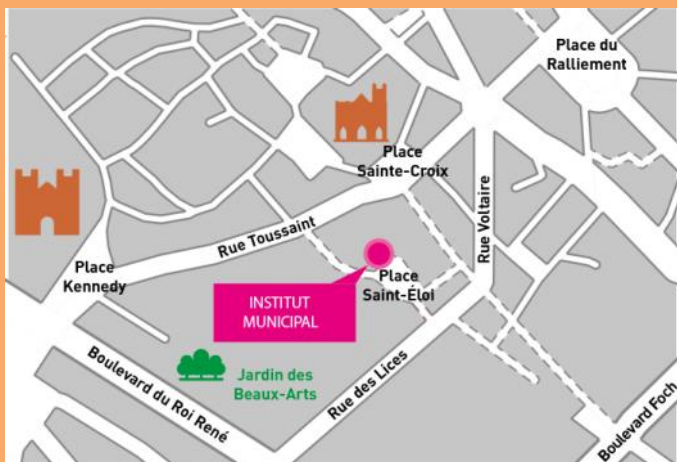 Place du
Ralliement
Place
Sainte-Croix
Rue Toussaint
Rue Voltaire
Place
Kennedy
Place
Saint-Éloi
INSTITUT
MUNICIPAL
Jardin des
Beaux-Arts
Rue des Lices
Boulevard du Roi René
Boulevard Foch